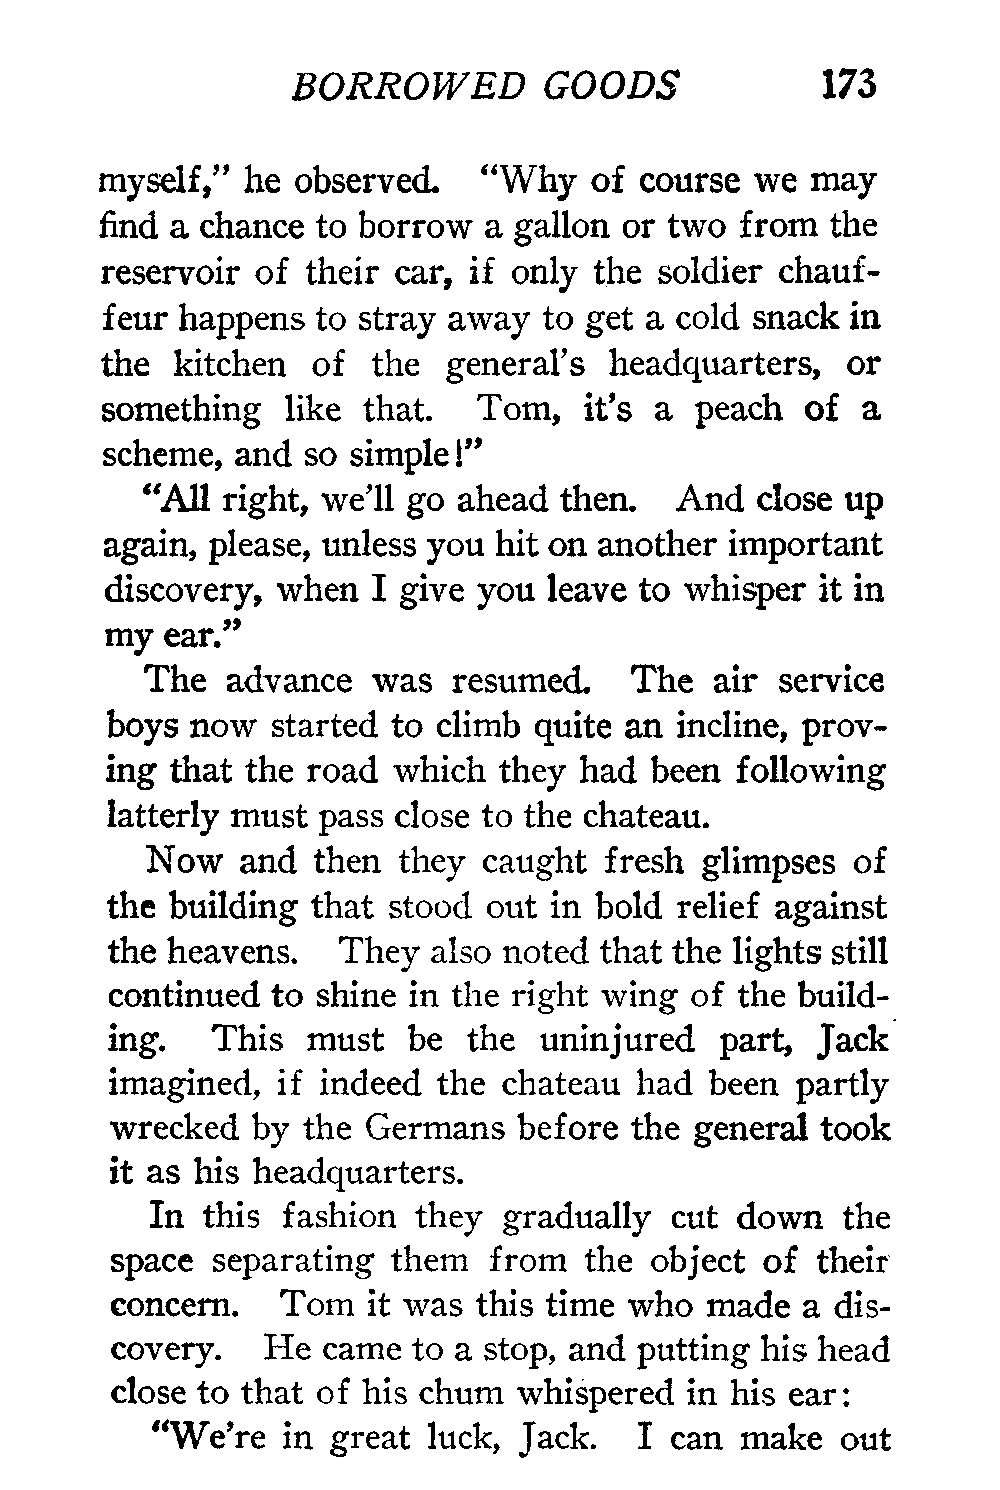 BORROWED GOODS 173
myself," he observed. "Why of course we may
find a chance to borrow a gallon or two from the
reservoir of their car, if only the soldier chauf-
feur happens to stray away to get a cold snack in
the kitchen of the general's headquarters, or
something like that. Tom, it's a peach of a
scheme, and so simple!"
"All right, we'll go ahead then. And close up
again, please, unless you hit on another important
discovery, when I give you leave to whisper it in
my ear."
The advance was resumed. The air service
boys now started to climb quite an incline, prov-
ing that the road which they had been following
latterly must pass close to the chateau.
Now and then they caught fresh glimpses of
the building that stood out in bold relief against
the heavens. They also noted that the lights still
continued to shine in the right wing of the build-
ing. This must be the uninjured part, Jack
imagined, if indeed the chateau had been partly
wrecked by the Germans before the general took
it as his headquarters.
In this fashion they gradually cut down the
space separating them from the object of their
concern. Tom it was this time who made a dis-
covery. He came to a stop, and putting his head
close to that of his chum whispered in his ear:
"We're in great luck, Jack. I can make out